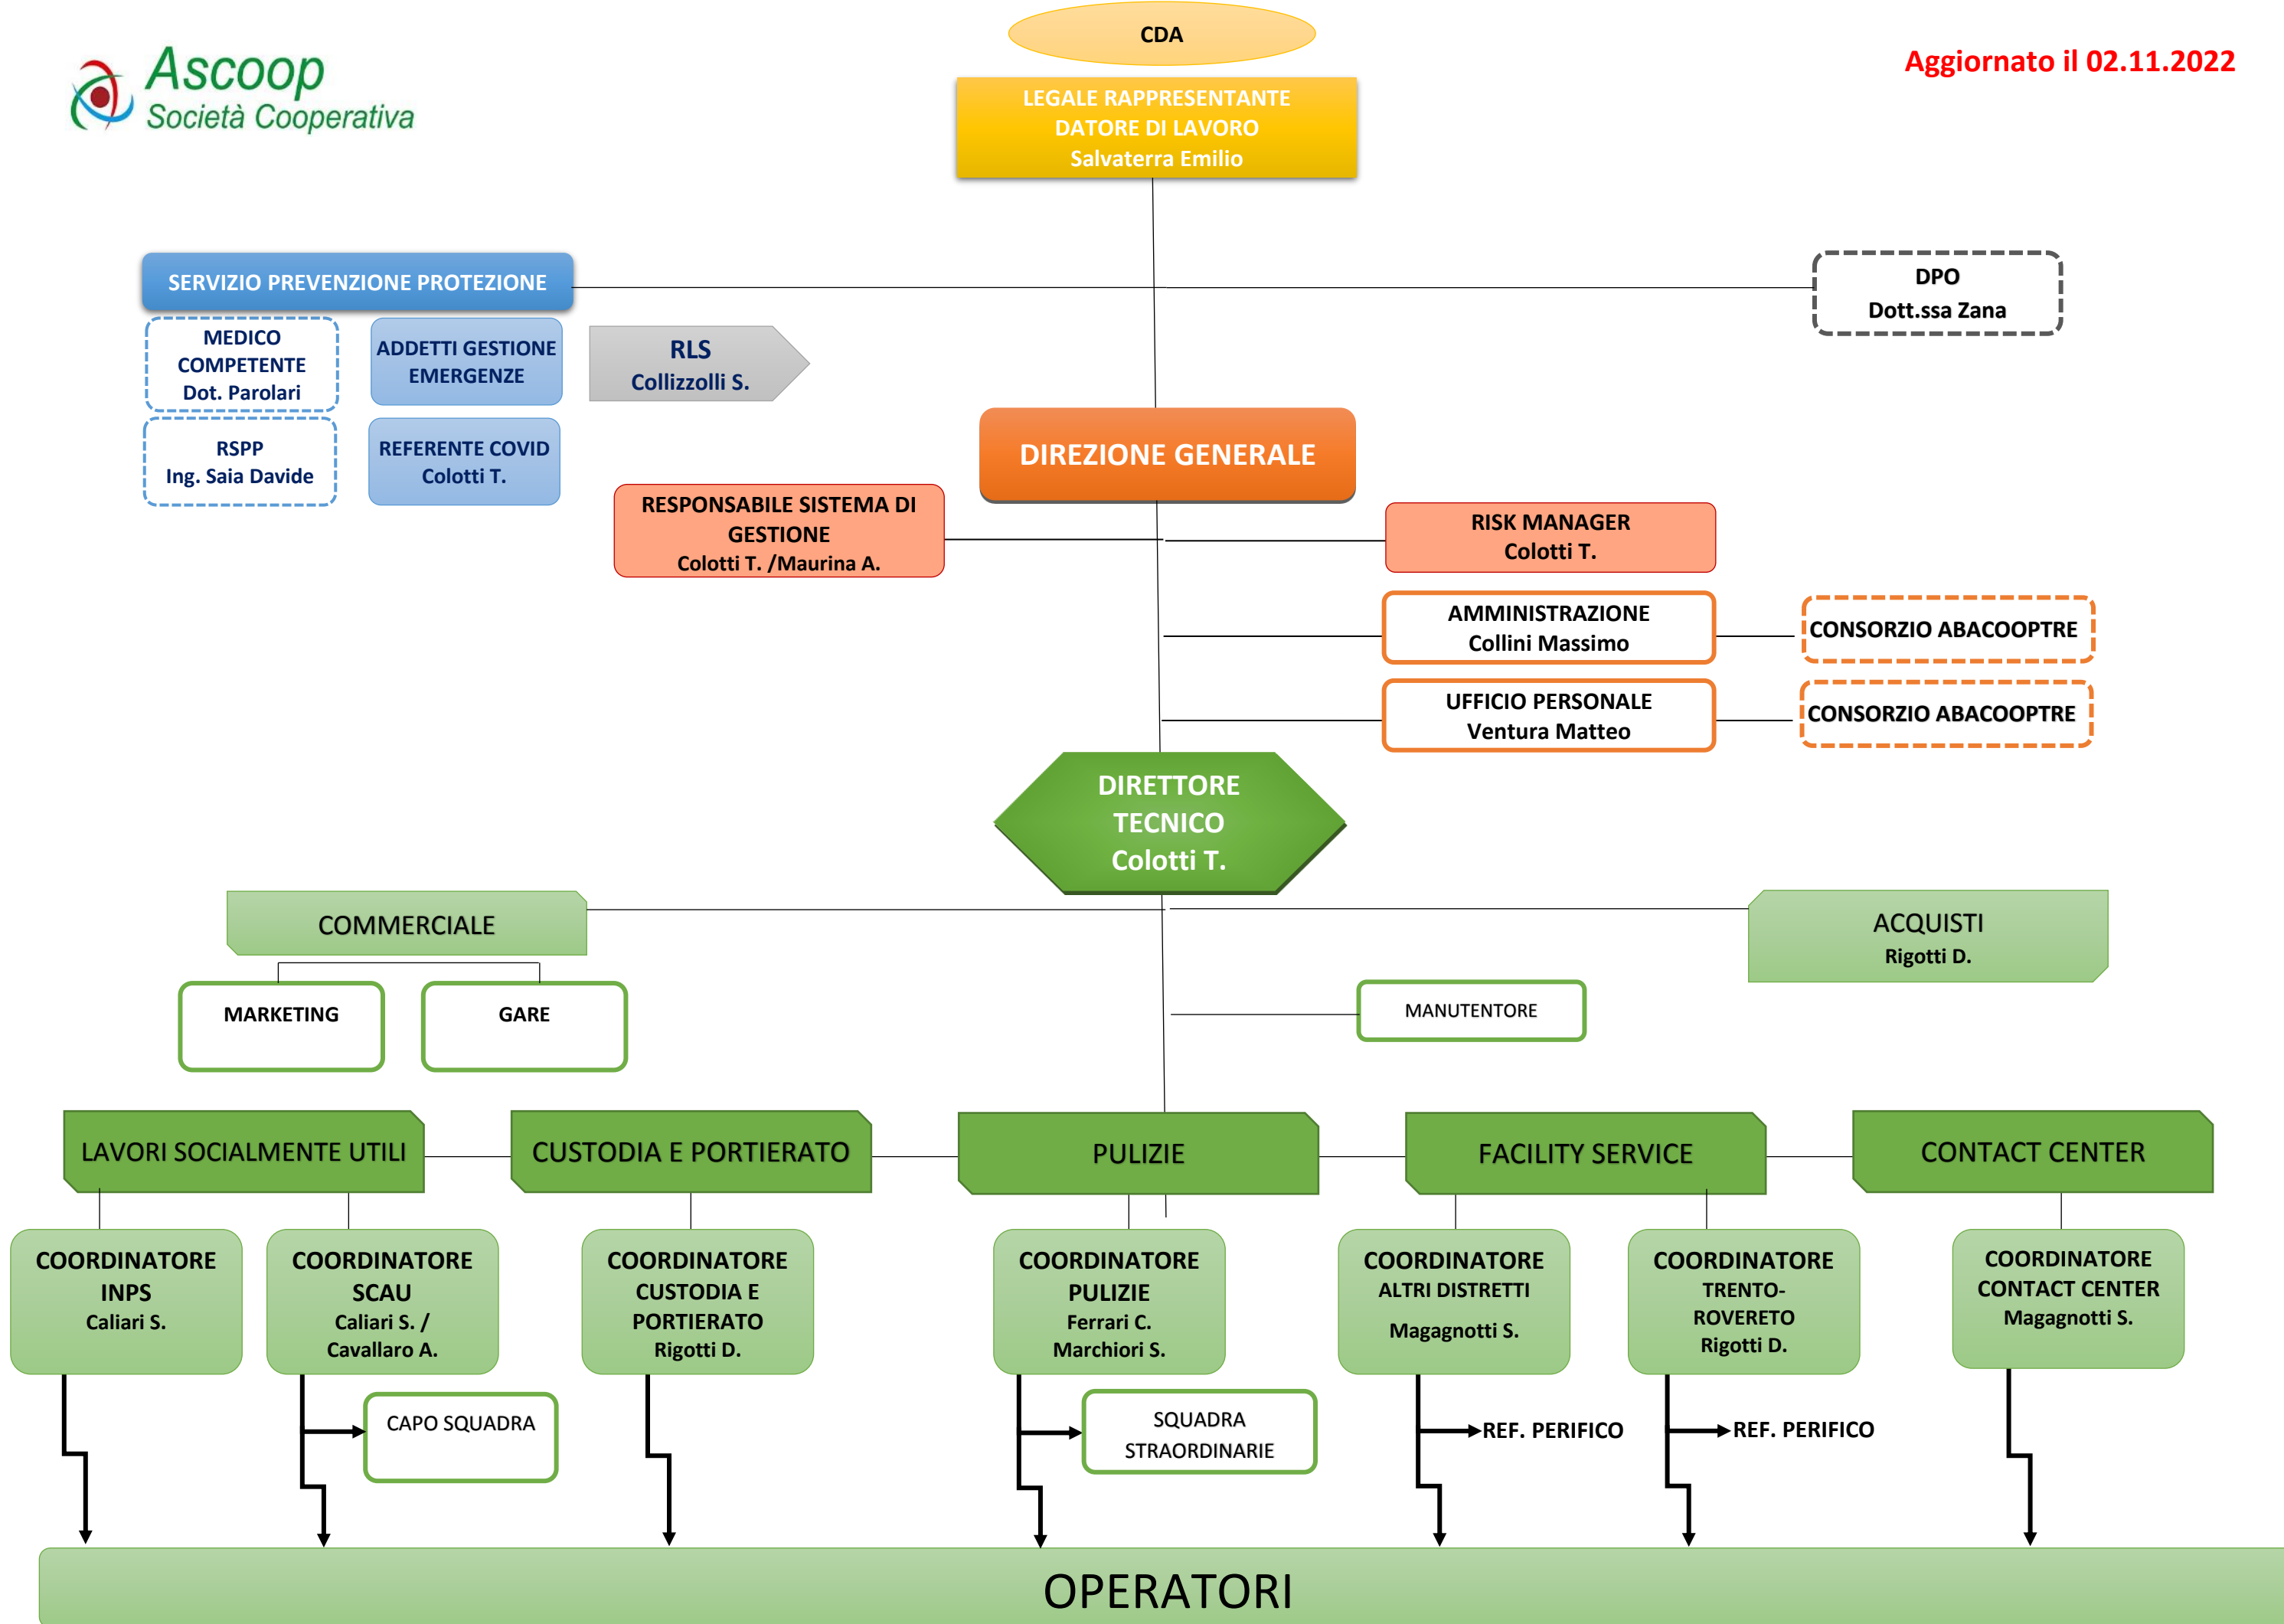 CDA
Ascoop
Società Cooperativa
Aggiornato il 02.11.2022
LEGALE RAPPRESENTANTE
DATORE DI LAVORO
Salvaterra Emilio
SERVIZIO PREVENZIONE PROTEZIONE
DPO
Dott.ssa Zana
MEDICO
COMPETENTE
Dot. Parolari
ADDETTI GESTIONE
EMERGENZE
RLS
Collizzolli S.
RSPP
Ing. Saia Davide
REFERENTE COVID
Colotti T.
DIREZIONE GENERALE
RESPONSABILE SISTEMA DI
GESTIONE
Colotti T. /Maurina A.
RISK MANAGER
Colotti T.
AMMINISTRAZIONE
Collini Massimo
CONSORZIO ABACOOPTRE
UFFICIO PERSONALE
Ventura Matteo
CONSORZIO ABACOOPTRE
DIRETTORE
TECNICO
Colotti T.
COMMERCIALE
ACQUISTI
Rigotti D.
MARKETING
GARE
MANUTENTORE
LAVORI SOCIALMENTE UTILI
CUSTODIA E PORTIERATO
PULIZIE
FACILITY SERVICE
CONTACT CENTER
COORDINATORE
INPS
Caliari S.
COORDINATORE
SCAU
Caliari S. /
Cavallaro A.
COORDINATORE
CUSTODIA E
PORTIERATO
Rigotti D.
COORDINATORE
PULIZIE
Ferrari C.
Marchiori S.
COORDINATORE
ALTRI DISTRETTI
Magagnotti S.
COORDINATORE
TRENTO-
ROVERETO
Rigotti D.
COORDINATORE
CONTACT CENTER
Magagnotti S.
CAPO SQUADRA
SQUADRA
STRAORDINARIE
REF. PERIFICO
REF. PERIFICO
OPERATORI